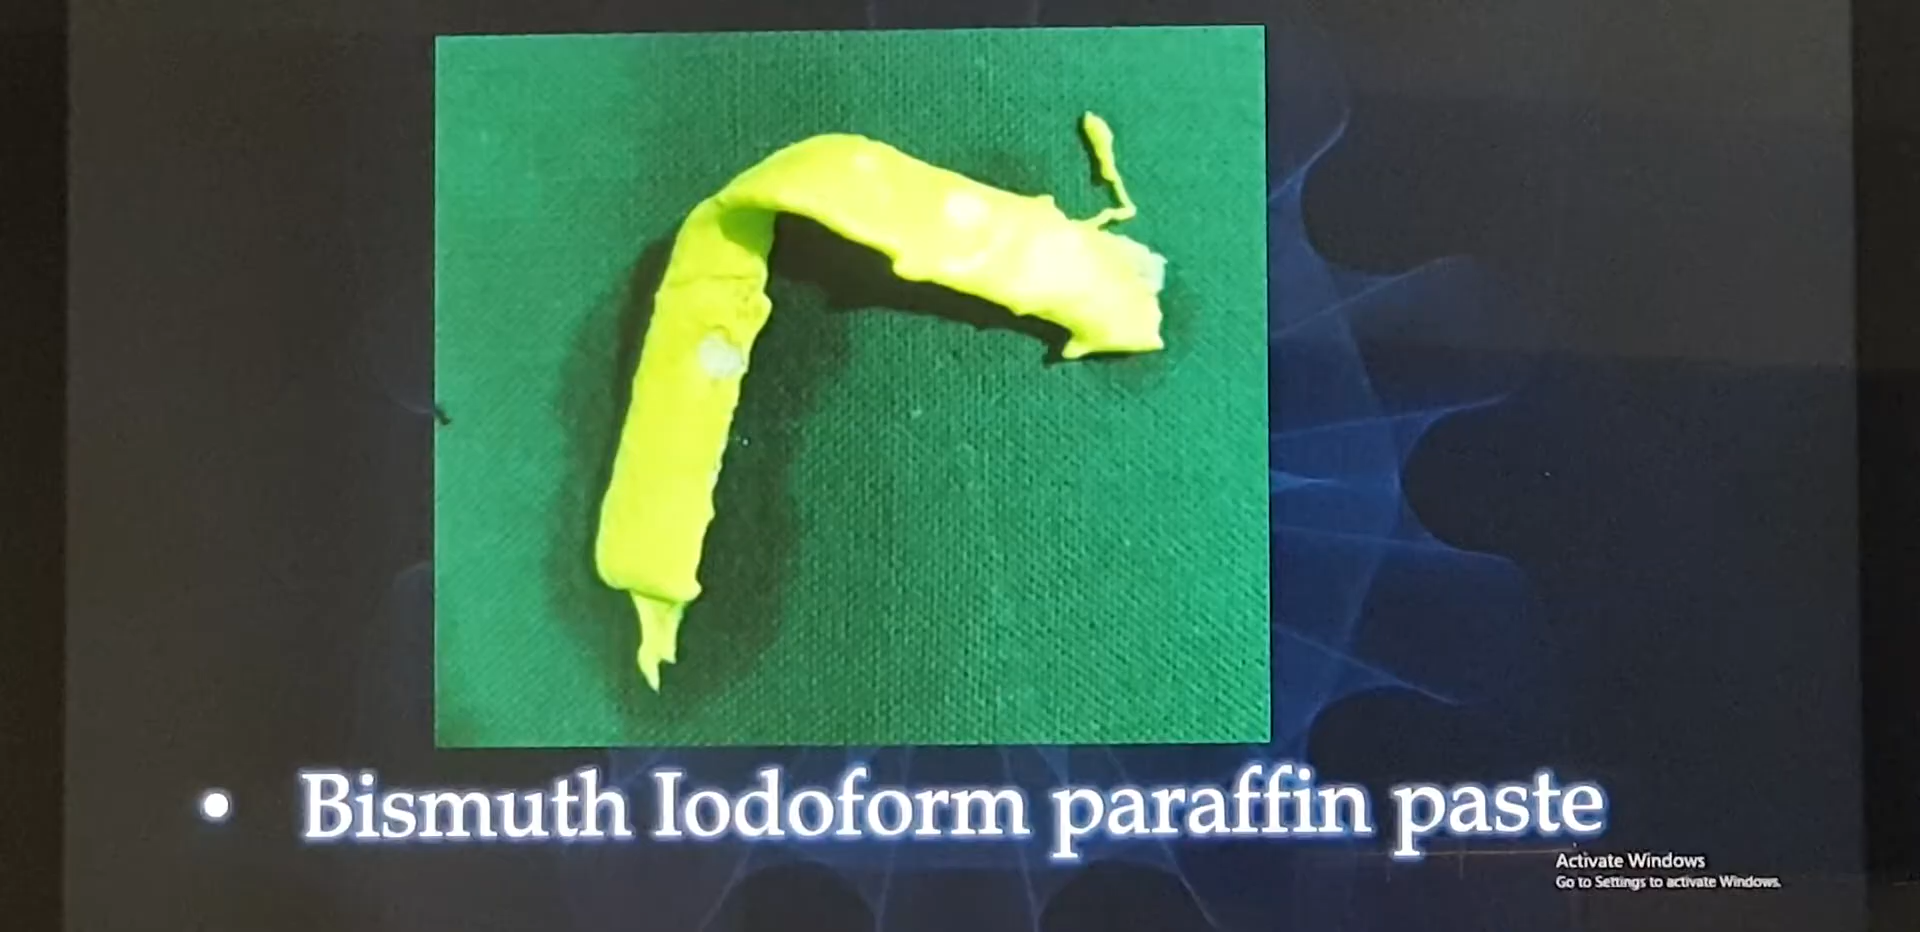 • Bismuth Iodoform paraffin paste
Activate Windows
Go to Settings to activate Windows.